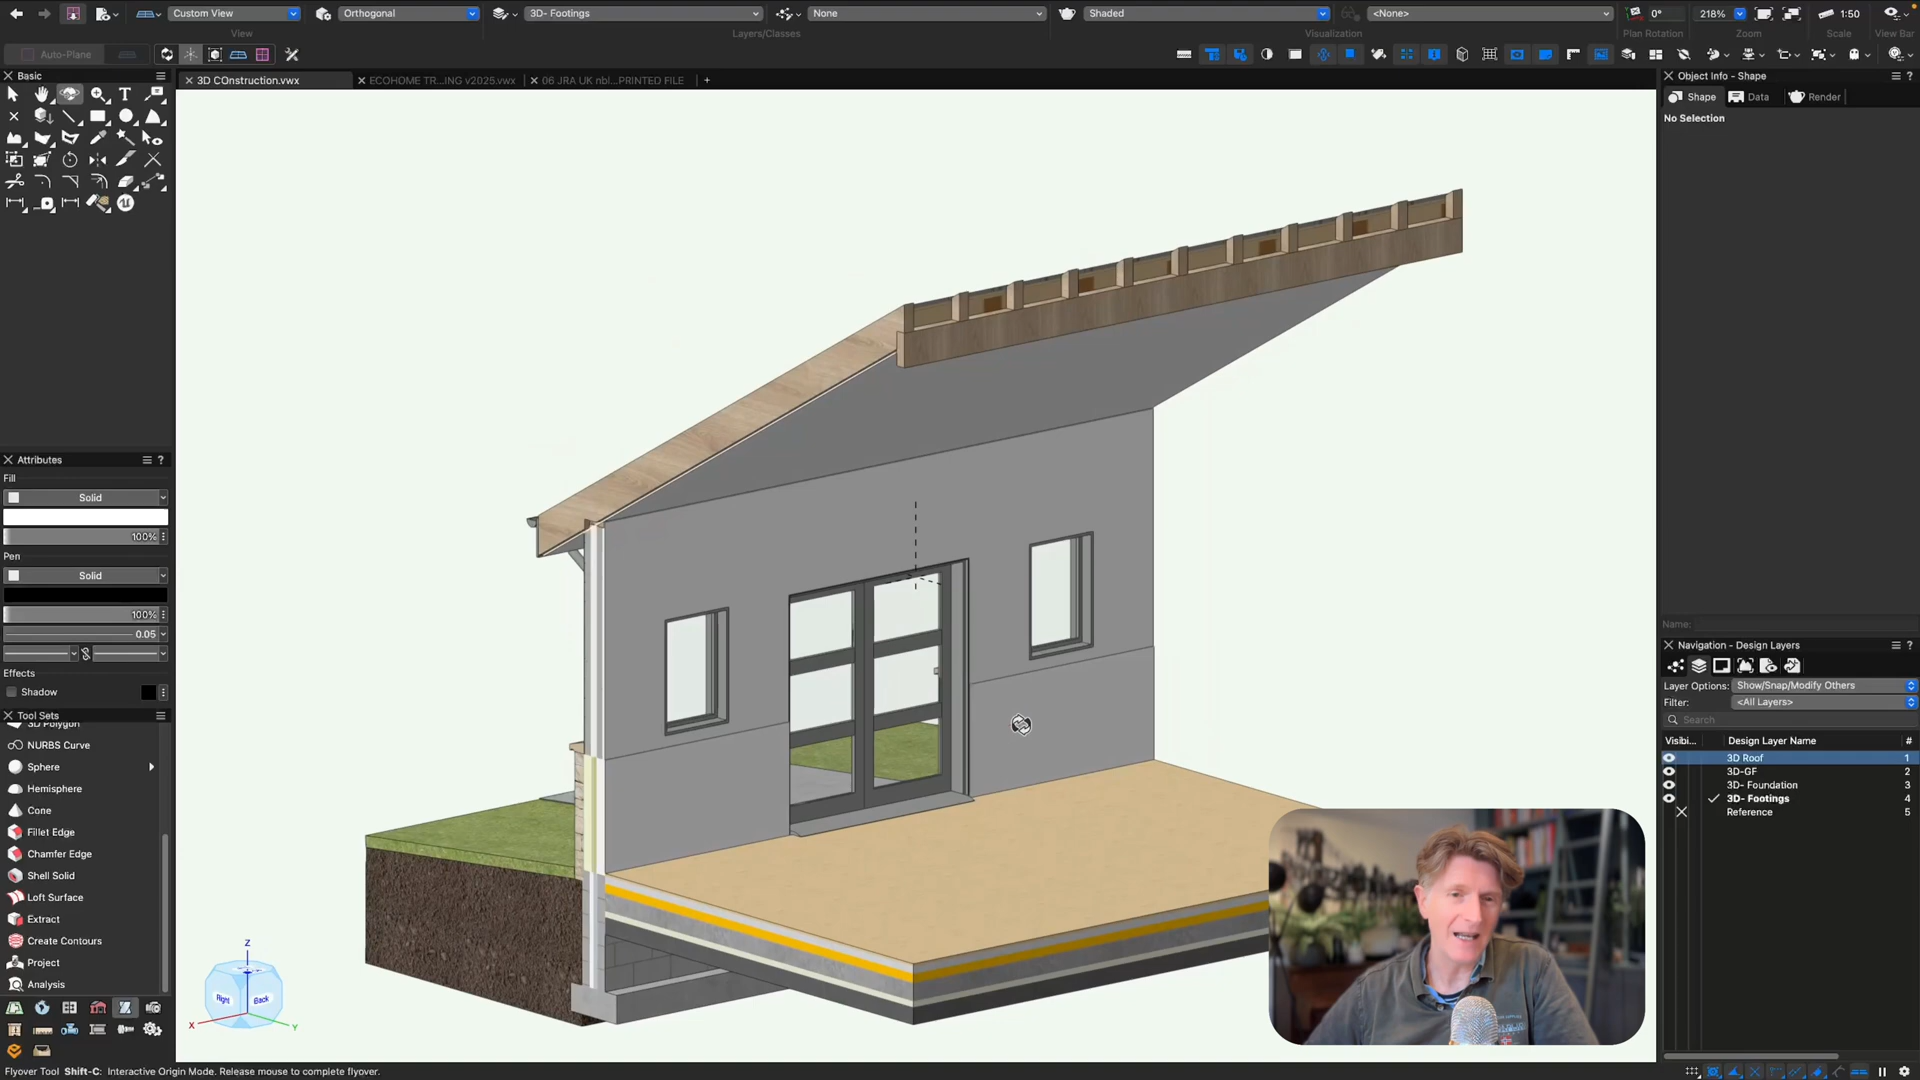 Custom View
Orthogonal
3D- Footings
None
Shaded
<None>
0°
218%
1:50
View
Layers/Classes
Visualization
Plan Rotation
Zoom
Scale
View Bar
Auto-Plane
Basic
3D COnstruction.vwx
ECOHOME TR...ING v2025.vwx
06 JRA UK nbl...PRINTED FILE
+
Object Info - Shape
Shape
Data
Render
No Selection
Attributes
Fill
Solid
100%
Pen
Solid
100%
0.05
Effects
Shadow
Tool Sets
3D Polygon
NURBS Curve
Sphere
Hemisphere
Cone
Fillet Edge
Chamfer Edge
Shell Solid
Loft Surface
Extract
Create Contours
Project
Analysis
Z
Right
Back
X
Y
Name:
Navigation - Design Layers
Layer Options:
Show/Snap/Modify Others
Filter:
<All Layers>
Search
Visibi...
Design Layer Name
#
3D Roof
1
3D-GF
2
3D- Foundation
3
3D- Footings
4
Reference
5
Flyover Tool Shift-C: Interactive Origin Mode. Release mouse to complete flyover.